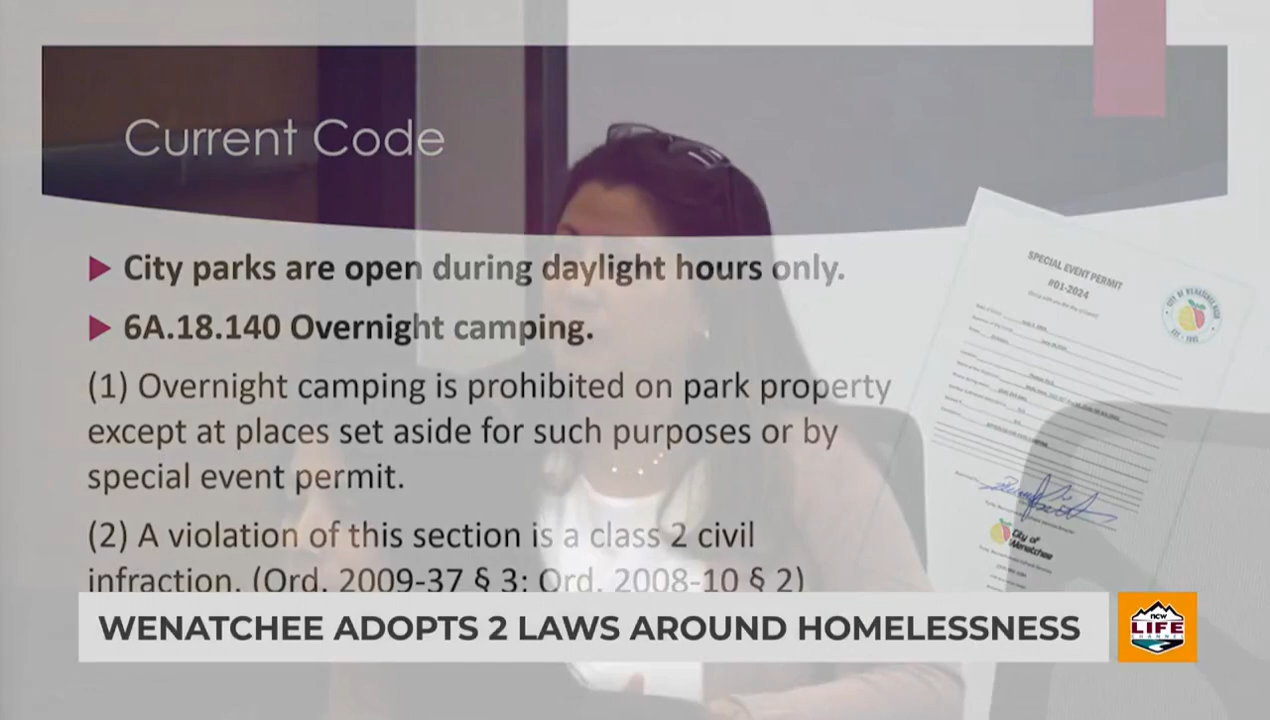 Current Code
City parks are open during daylight hours only.
6A.18.140 Overnight camping.
(1) Overnight camping is prohibited on park property
except at places set aside for such purposes or by
special event permit.
(2) A violation of this section is a class 2 civil
infraction. (Ord. 2009-37 § 3; Ord. 2008-10 § 2)
SPECIAL EVENT PERMIT
#01-2024
City of
Wenatchee
WENATCHEE ADOPTS 2 LAWS AROUND HOMELESSNESS
ncw
LIFE
CHANNEL